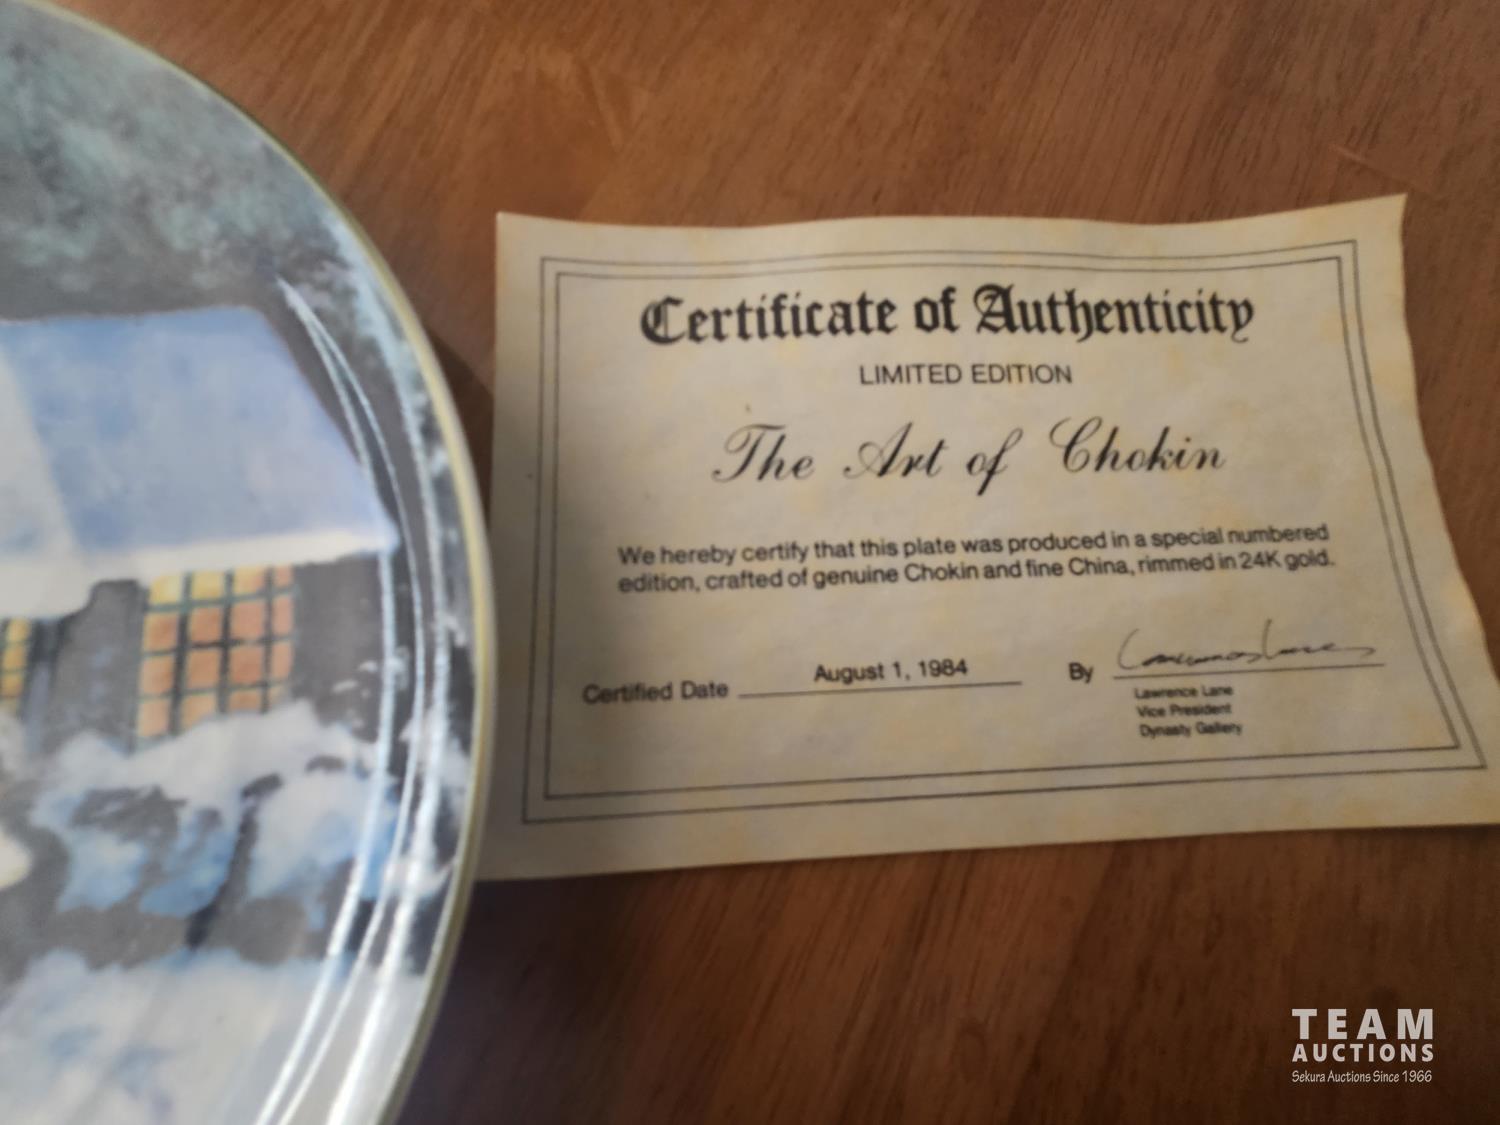 Certificate of Authenticity
LIMITED EDITION
The Art of Chokin
We hereby certify that this plate was produced in a special numbered
edition, crafted of genuine Chokin and fine China, rimmed in 24K gold.
Certified Date August 1, 1984 By
Lawrence Lane
Vice President
Dynasty Gallery
TEAM
AUCTIONS
Sekura Auctions Since 1966